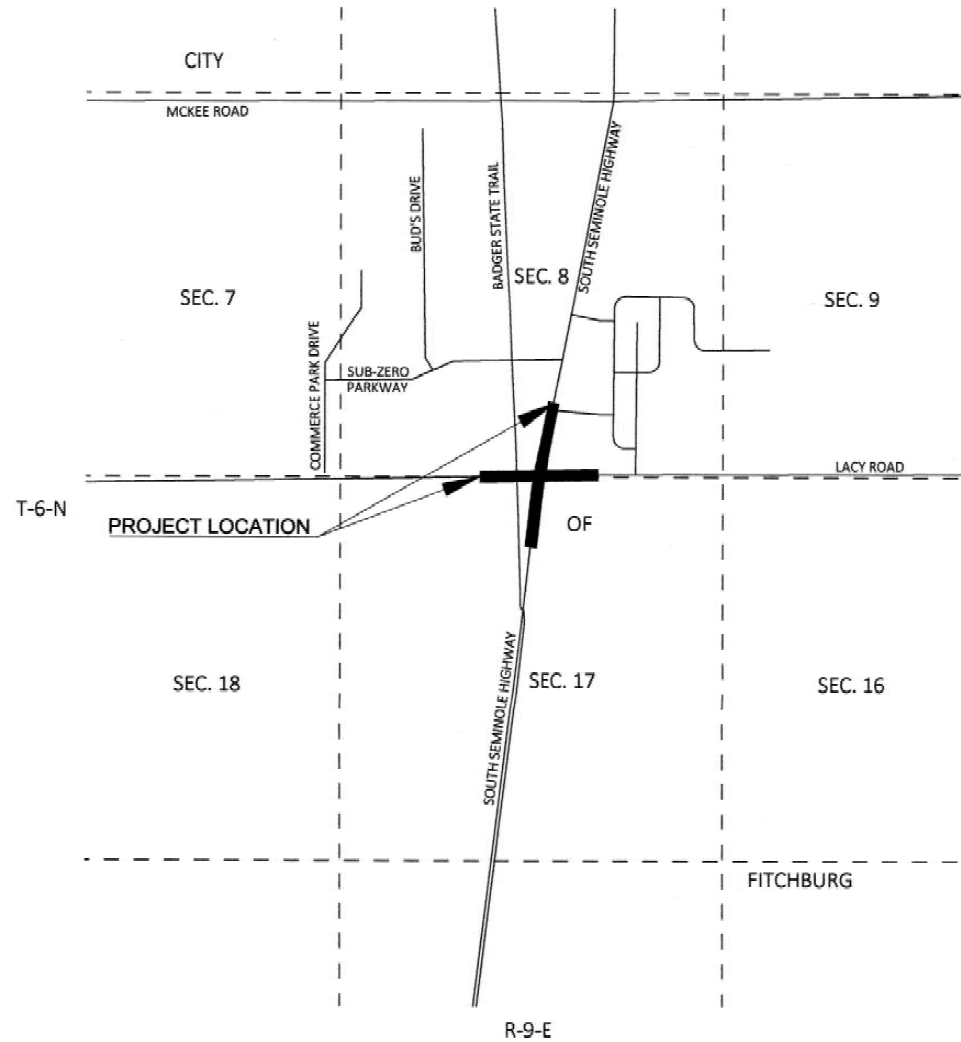 CITY
MCKEE ROAD
BUD'S DRIVE
BADGER STATE TRAIL
SOUTH SEMINOLE HIGHWAY
SEC. 8
SEC. 7
SEC. 9
COMMERCE PARK DRIVE
SUB-ZERO
PARKWAY
LACY ROAD
T-6-N
PROJECT LOCATION
OF
SOUTH SEMINOLE HIGHWAY
SEC. 18
SEC. 17
SEC. 16
FITCHBURG
R-9-E